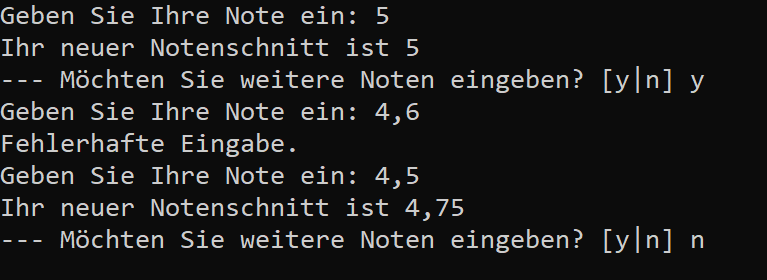 Geben Sie Ihre Note ein: 5
Ihr neuer Notenschnitt ist 5
--- Möchten Sie weitere Noten eingeben? [y|n] y
Geben Sie Ihre Note ein: 4,6
Fehlerhafte Eingabe.
Geben Sie Ihre Note ein: 4,5
Ihr neuer Notenschnitt ist 4,75
--- Möchten Sie weitere Noten eingeben? [y|n] n